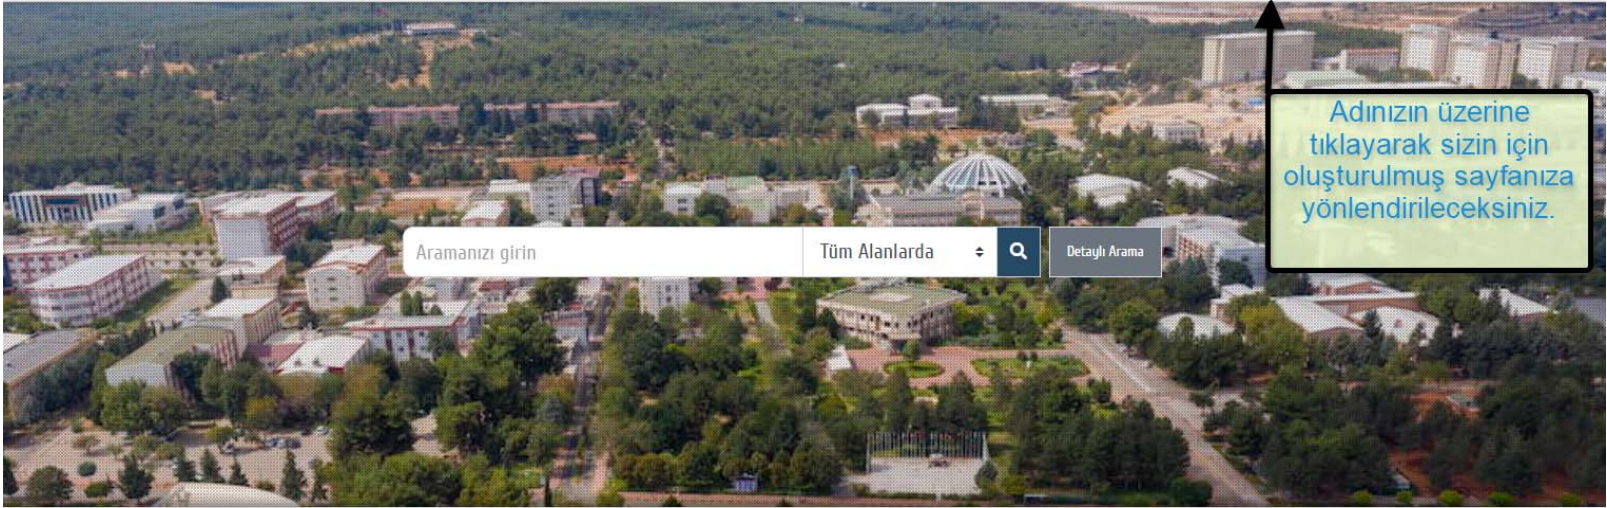 Adınızın üzerine
tıklayarak sizin için
oluşturulmuş sayfanıza
yönlendirileceksiniz.
Aramanızı girin Tüm Alanlarda Detaylı Arama